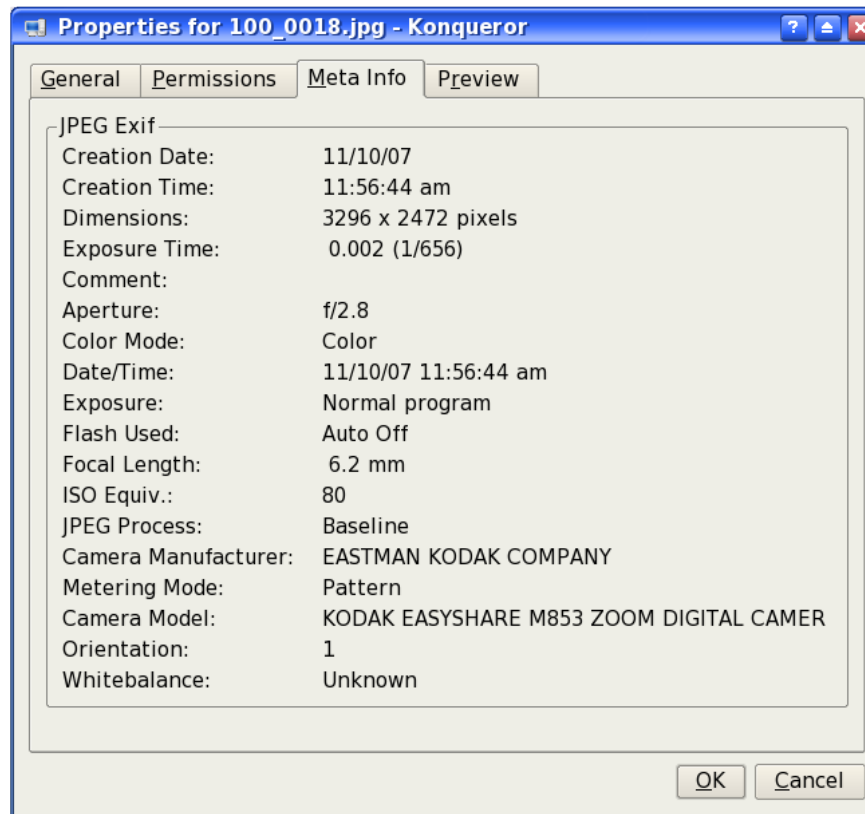 Properties for 100_0018.jpg - Konqueror
General Permissions Meta Info Preview
JPEG Exif
Creation Date: 11/10/07
Creation Time: 11:56:44 am
Dimensions: 3296 x 2472 pixels
Exposure Time: 0.002 (1/656)
Comment:
Aperture: f/2.8
Color Mode: Color
Date/Time: 11/10/07 11:56:44 am
Exposure: Normal program
Flash Used: Auto Off
Focal Length: 6.2 mm
ISO Equiv.: 80
JPEG Process: Baseline
Camera Manufacturer: EASTMAN KODAK COMPANY
Metering Mode: Pattern
Camera Model: KODAK EASYSHARE M853 ZOOM DIGITAL CAMER
Orientation: 1
Whitebalance: Unknown
OK Cancel